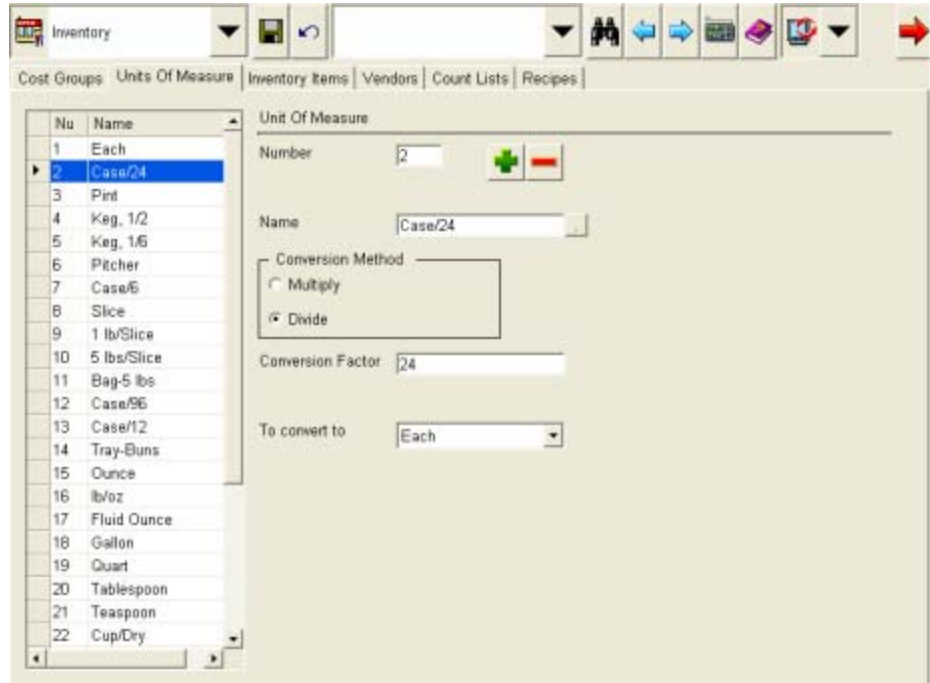 Inventory
Cost Groups Units Of Measure Inventory Items Vendors Count Lists Recipes
Nu Name
1 Each
2 Case/24
3 Pint
4 Keg, 1/2
5 Keg, 1/6
6 Pitcher
7 Case/6
8 Slice
9 1 lb/Slice
10 5 lbs/Slice
11 Bag-5 lbs
12 Case/96
13 Case/12
14 Tray-Buns
15 Ounce
16 lb/oz
17 Fluid Ounce
18 Gallon
19 Quart
20 Tablespoon
21 Teaspoon
22 Cup/Dry
Unit Of Measure
Number 2
Name Case/24 .
Conversion Method
Multiply
Divide
Conversion Factor 24
To convert to Each